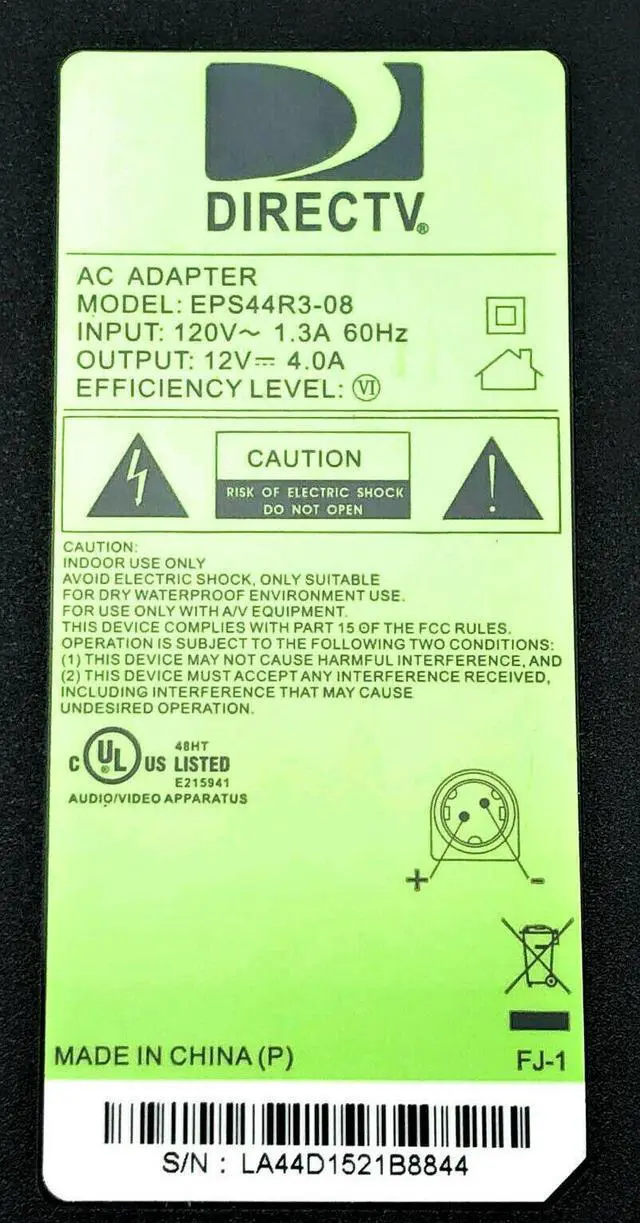 DIRECTV®
AC ADAPTER
MODEL: EPS44R3-08
INPUT: 120V~ 1.3A 60Hz
OUTPUT: 12V⎓ 4.0A
EFFICIENCY LEVEL: Ⓥ︎Ⓘ
CAUTION
RISK OF ELECTRIC SHOCK
DO NOT OPEN
CAUTION:
INDOOR USE ONLY
AVOID ELECTRIC SHOCK, ONLY SUITABLE
FOR DRY WATERPROOF ENVIRONMENT USE.
FOR USE ONLY WITH A/V EQUIPMENT.
THIS DEVICE COMPLIES WITH PART 15 OF THE FCC RULES.
OPERATION IS SUBJECT TO THE FOLLOWING TWO CONDITIONS:
(1) THIS DEVICE MAY NOT CAUSE HARMFUL INTERFERENCE, AND
(2) THIS DEVICE MUST ACCEPT ANY INTERFERENCE RECEIVED,
INCLUDING INTERFERENCE THAT MAY CAUSE
UNDESIRED OPERATION.
48HT
C UL® US LISTED
E215941
AUDIO/VIDEO APPARATUS
+ -
MADE IN CHINA (P) FJ-1
S/N : LA44D1521B8844